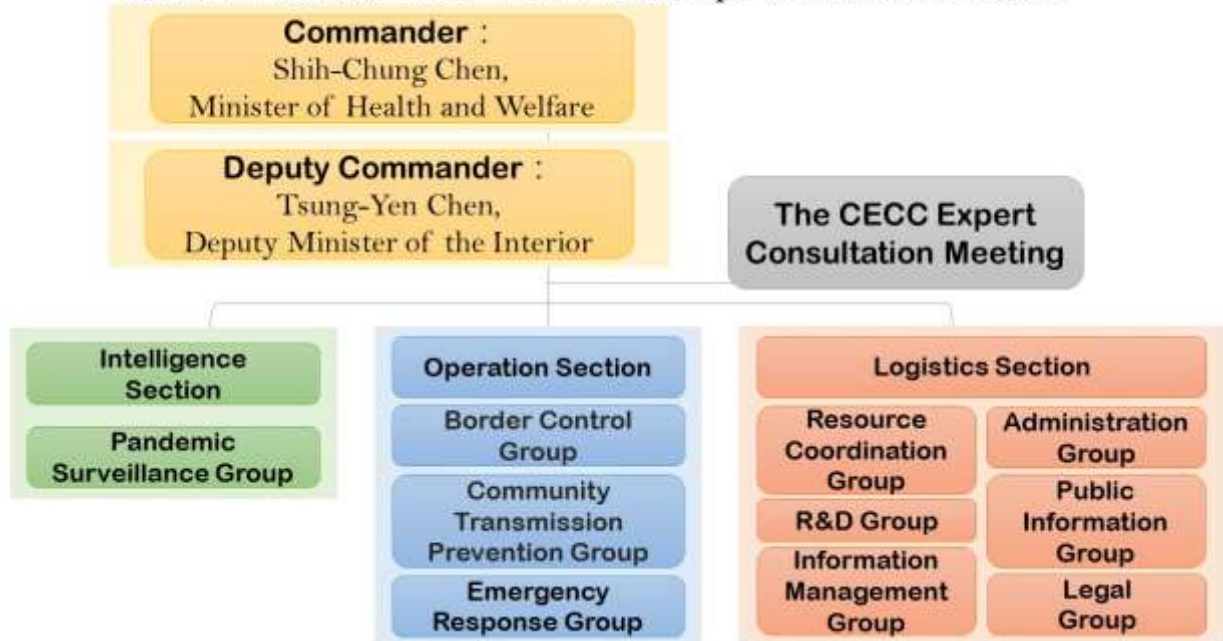 Commander：
Shih-Chung Chen,
Minister of Health and Welfare
Deputy Commander：
Tsung-Yen Chen,
Deputy Minister of the Interior
The CECC Expert
Consultation Meeting
Intelligence
Section
Pandemic
Surveillance Group
Operation Section
Border Control
Group
Community
Transmission
Prevention Group
Emergency
Response Group
Logistics Section
Resource
Coordination
Group
R&D Group
Information
Management
Group
Administration
Group
Public
Information
Group
Legal
Group